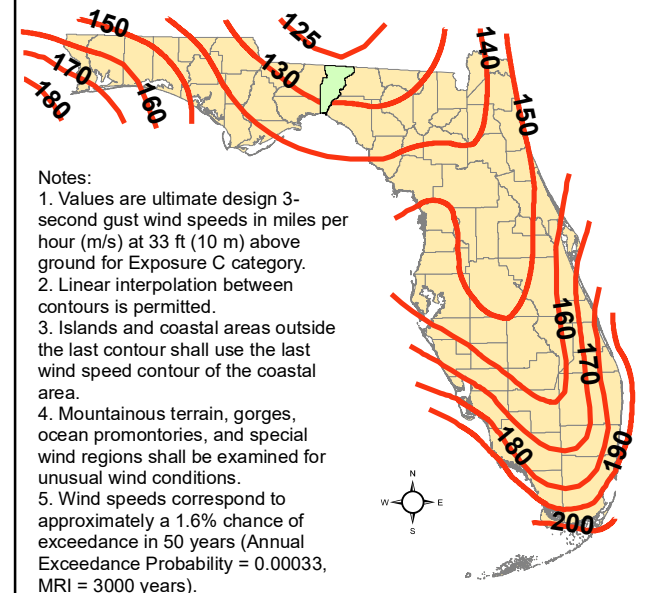 150
125
140
130
170
160
180
150
Notes:
1. Values are ultimate design 3-
second gust wind speeds in miles per
hour (m/s) at 33 ft (10 m) above
ground for Exposure C category.
2. Linear interpolation between
contours is permitted.
3. Islands and coastal areas outside
the last contour shall use the last
wind speed contour of the coastal
area.
4. Mountainous terrain, gorges,
ocean promontories, and special
wind regions shall be examined for
unusual wind conditions.
5. Wind speeds correspond to
approximately a 1.6% chance of
exceedance in 50 years (Annual
Exceedance Probability = 0.00033,
MRI = 3000 years).
160
170
180
190
200
N
W E
S